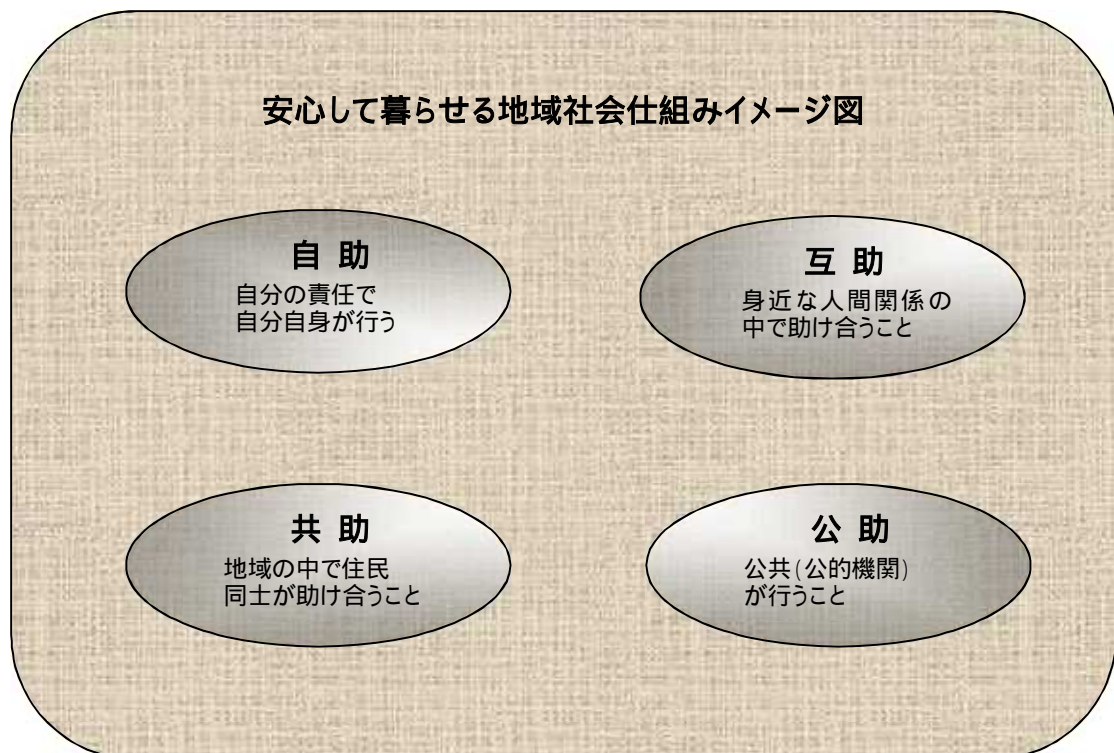 安心して暮らせる地域社会仕組みイメージ図
自 助
自分の責任で
自分自身が行う
互 助
身近な人間関係の
中で助け合うこと
共 助
地域の中で住民
同士が助け合うこと
公 助
公共(公的機関)
が行うこと